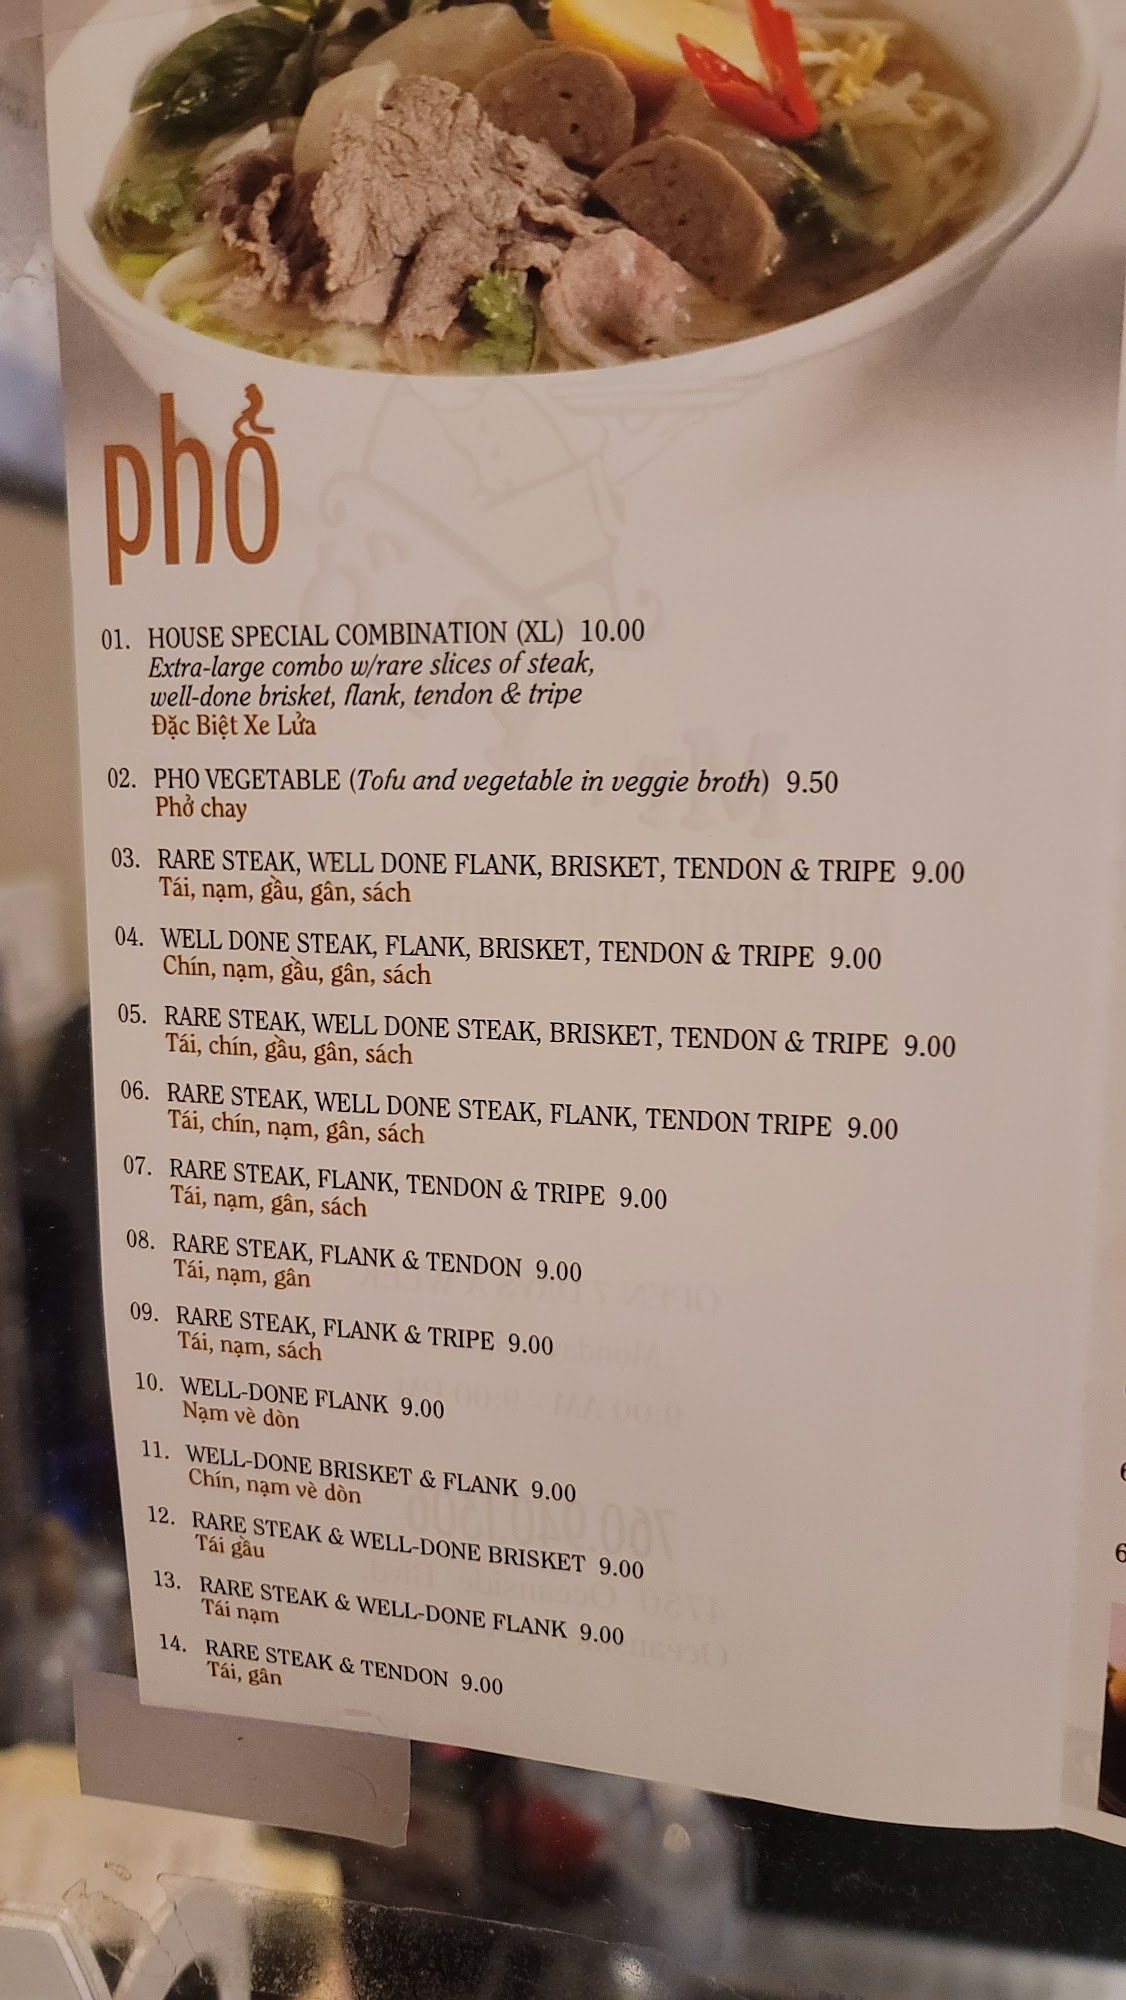 phở
01. HOUSE SPECIAL COMBINATION (XL) 10.00
Extra-large combo w/rare slices of steak,
well-done brisket, flank, tendon & tripe
Đặc Biệt Xe Lửa
02. PHO VEGETABLE (Tofu and vegetable in veggie broth) 9.50
Phở chay
03. RARE STEAK, WELL DONE FLANK, BRISKET, TENDON & TRIPE 9.00
Tái, nạm, gầu, gân, sách
04. WELL DONE STEAK, FLANK, BRISKET, TENDON & TRIPE 9.00
Chín, nạm, gầu, gân, sách
05. RARE STEAK, WELL DONE STEAK, BRISKET, TENDON & TRIPE 9.00
Tái, chín, gầu, gân, sách
06. RARE STEAK, WELL DONE STEAK, FLANK, TENDON TRIPE 9.00
Tái, chín, nạm, gân, sách
07. RARE STEAK, FLANK, TENDON & TRIPE 9.00
Tái, nạm, gân, sách
08. RARE STEAK, FLANK & TENDON 9.00
Tái, nạm, gân
09. RARE STEAK, FLANK & TRIPE 9.00
Tái, nạm, sách
10. WELL-DONE FLANK 9.00
Nạm vè dòn
11. WELL-DONE BRISKET & FLANK 9.00
Chín, nạm vè dòn
12. RARE STEAK & WELL-DONE BRISKET 9.00
Tái gầu
13. RARE STEAK & WELL-DONE FLANK 9.00
Tái nạm
14. RARE STEAK & TENDON 9.00
Tái, gân